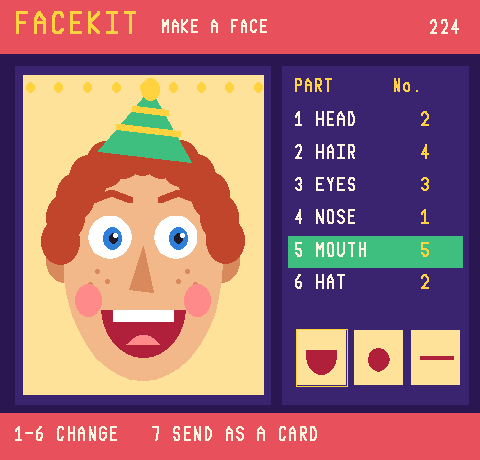 FACEKIT MAKE A FACE 224
PART No.
1 HEAD 2
2 HAIR 4
3 EYES 3
4 NOSE 1
5 MOUTH 5
6 HAT 2
1-6 CHANGE 7 SEND AS A CARD